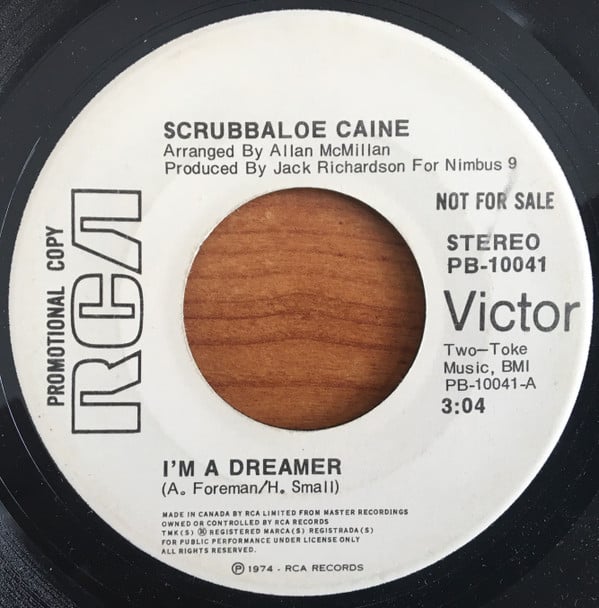 SCRUBBALOE CAINE
Arranged By Allan McMillan
Produced By Jack Richardson For Nimbus 9
NOT FOR SALE
PROMOTIONAL COPY
RCA
STEREO
PB-10041
Victor
Two-Toke
Music, BMI
PB-10041-A
3:04
I'M A DREAMER
(A. Foreman/H. Small)
MADE IN CANADA BY RCA LIMITED FROM MASTER RECORDINGS
OWNED OR CONTROLLED BY RCA RECORDS
TMK(S) ® REGISTERED MARCA(S) REGISTRADA(S)
FOR PUBLIC PERFORMANCE UNDER LICENSE ONLY
ALL RIGHTS RESERVED.
℗ 1974 - RCA RECORDS